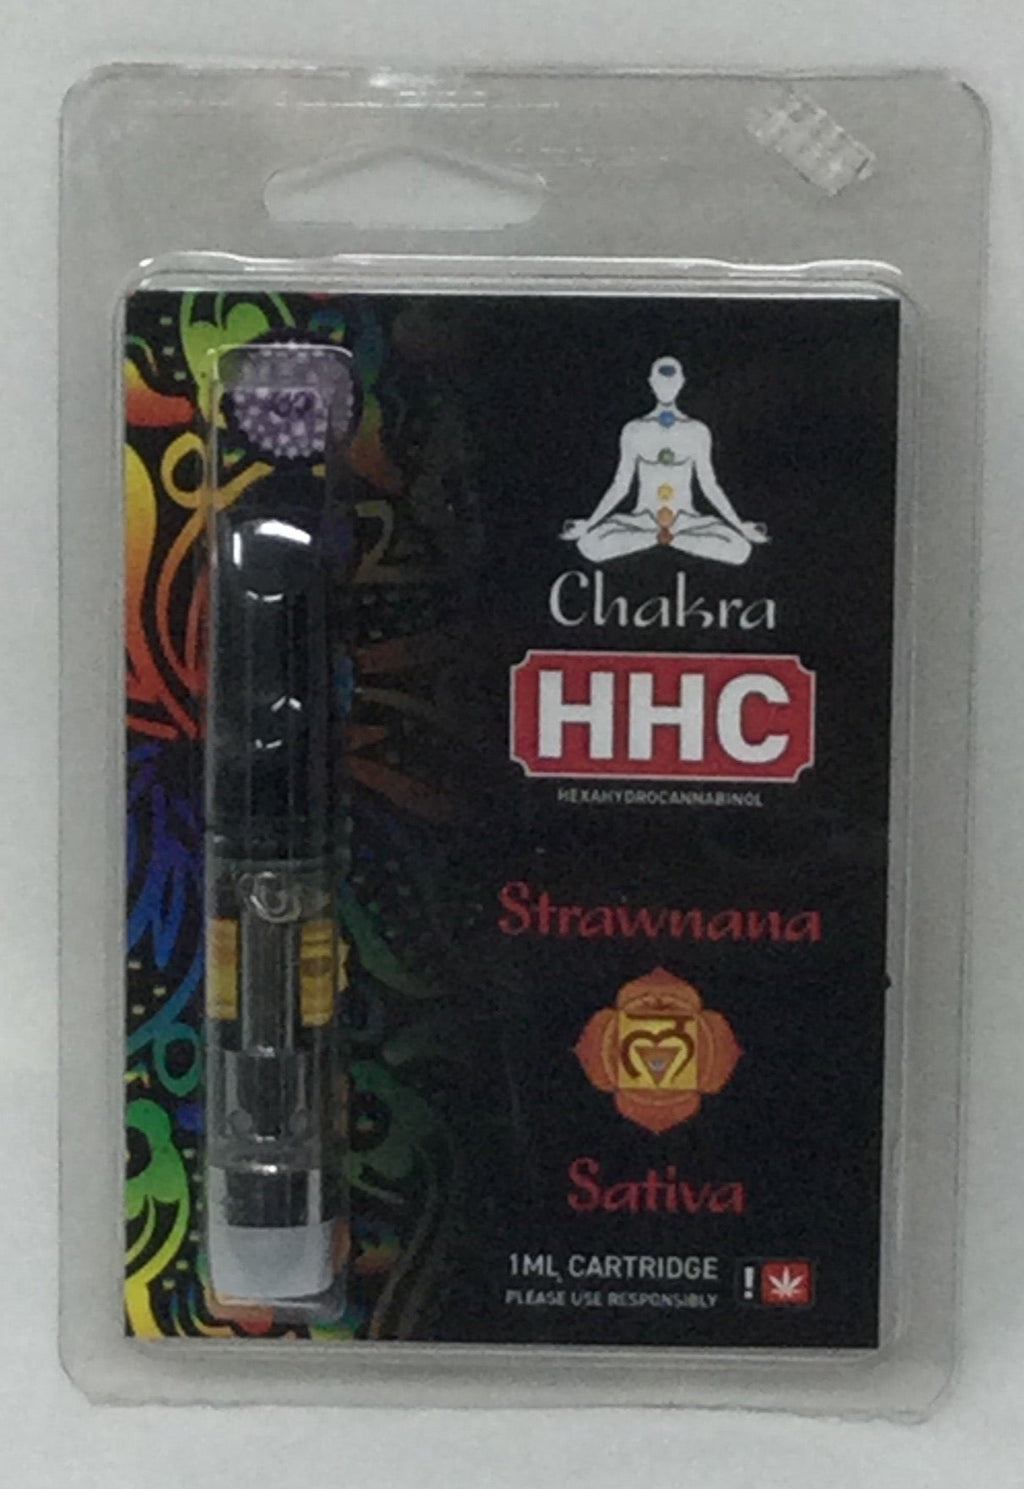 Chakra
HHC
HEXAHYDROCANNABINOL
Strawnana
लं
Sativa
1ML CARTRIDGE
PLEASE USE RESPONSIBLY
!